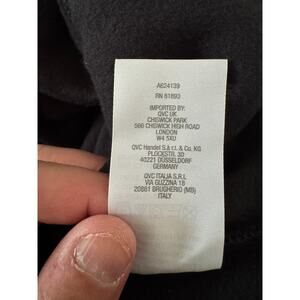 A624139
RN 81893
IMPORTED BY:
QVC UK
CHISWICK PARK
566 CHISWICK HIGH ROAD
LONDON
W4 5XU
QVC Handel S.à r.l. & Co. KG
PLOCKSTR. 30
40221 DÜSSELDORF
GERMANY
QVC ITALIA S.R.L
VIA GUZZINA 18
20861 BRUGHERIO (MB)
ITALY